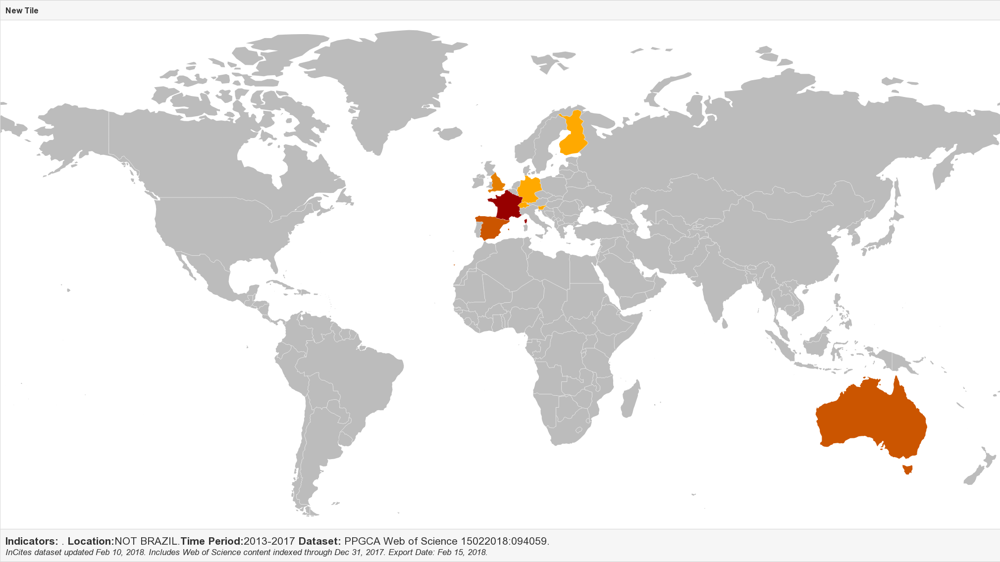 New Tile
Indicators: . Location:NOT BRAZIL.Time Period:2013-2017 Dataset: PPGCA Web of Science 15022018:094059.
InCites dataset updated Feb 10, 2018. Includes Web of Science content indexed through Dec 31, 2017. Export Date: Feb 15, 2018.